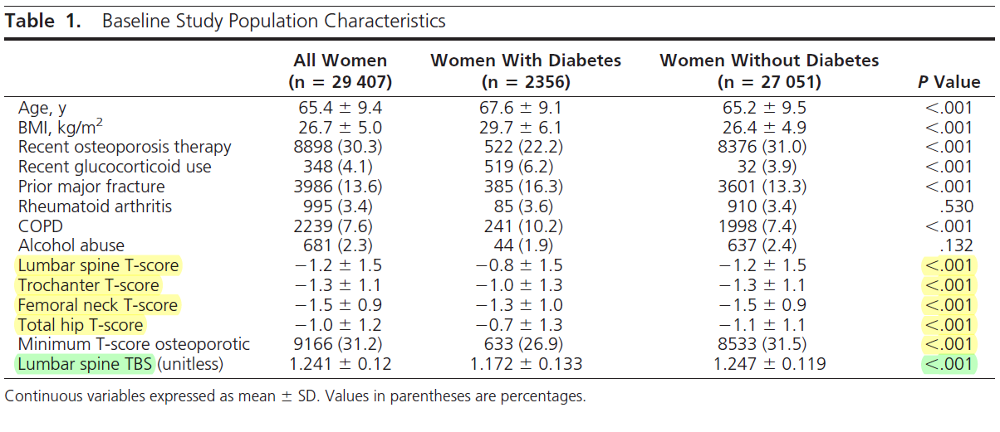 Table 1. Baseline Study Population Characteristics
All Women (n = 29 407) Women With Diabetes (n = 2356) Women Without Diabetes (n = 27 051) P Value
Age, y 65.4 ± 9.4 67.6 ± 9.1 65.2 ± 9.5 <.001
BMI, kg/m² 26.7 ± 5.0 29.7 ± 6.1 26.4 ± 4.9 <.001
Recent osteoporosis therapy 8898 (30.3) 522 (22.2) 8376 (31.0) <.001
Recent glucocorticoid use 348 (4.1) 519 (6.2) 32 (3.9) <.001
Prior major fracture 3986 (13.6) 385 (16.3) 3601 (13.3) <.001
Rheumatoid arthritis 995 (3.4) 85 (3.6) 910 (3.4) .530
COPD 2239 (7.6) 241 (10.2) 1998 (7.4) <.001
Alcohol abuse 681 (2.3) 44 (1.9) 637 (2.4) .132
Lumbar spine T-score −1.2 ± 1.5 −0.8 ± 1.5 −1.2 ± 1.5 <.001
Trochanter T-score −1.3 ± 1.1 −1.0 ± 1.3 −1.3 ± 1.1 <.001
Femoral neck T-score −1.5 ± 0.9 −1.3 ± 1.0 −1.5 ± 0.9 <.001
Total hip T-score −1.0 ± 1.2 −0.7 ± 1.3 −1.1 ± 1.1 <.001
Minimum T-score osteoporotic 9166 (31.2) 633 (26.9) 8533 (31.5) <.001
Lumbar spine TBS (unitless) 1.241 ± 0.12 1.172 ± 0.133 1.247 ± 0.119 <.001
Continuous variables expressed as mean ± SD. Values in parentheses are percentages.